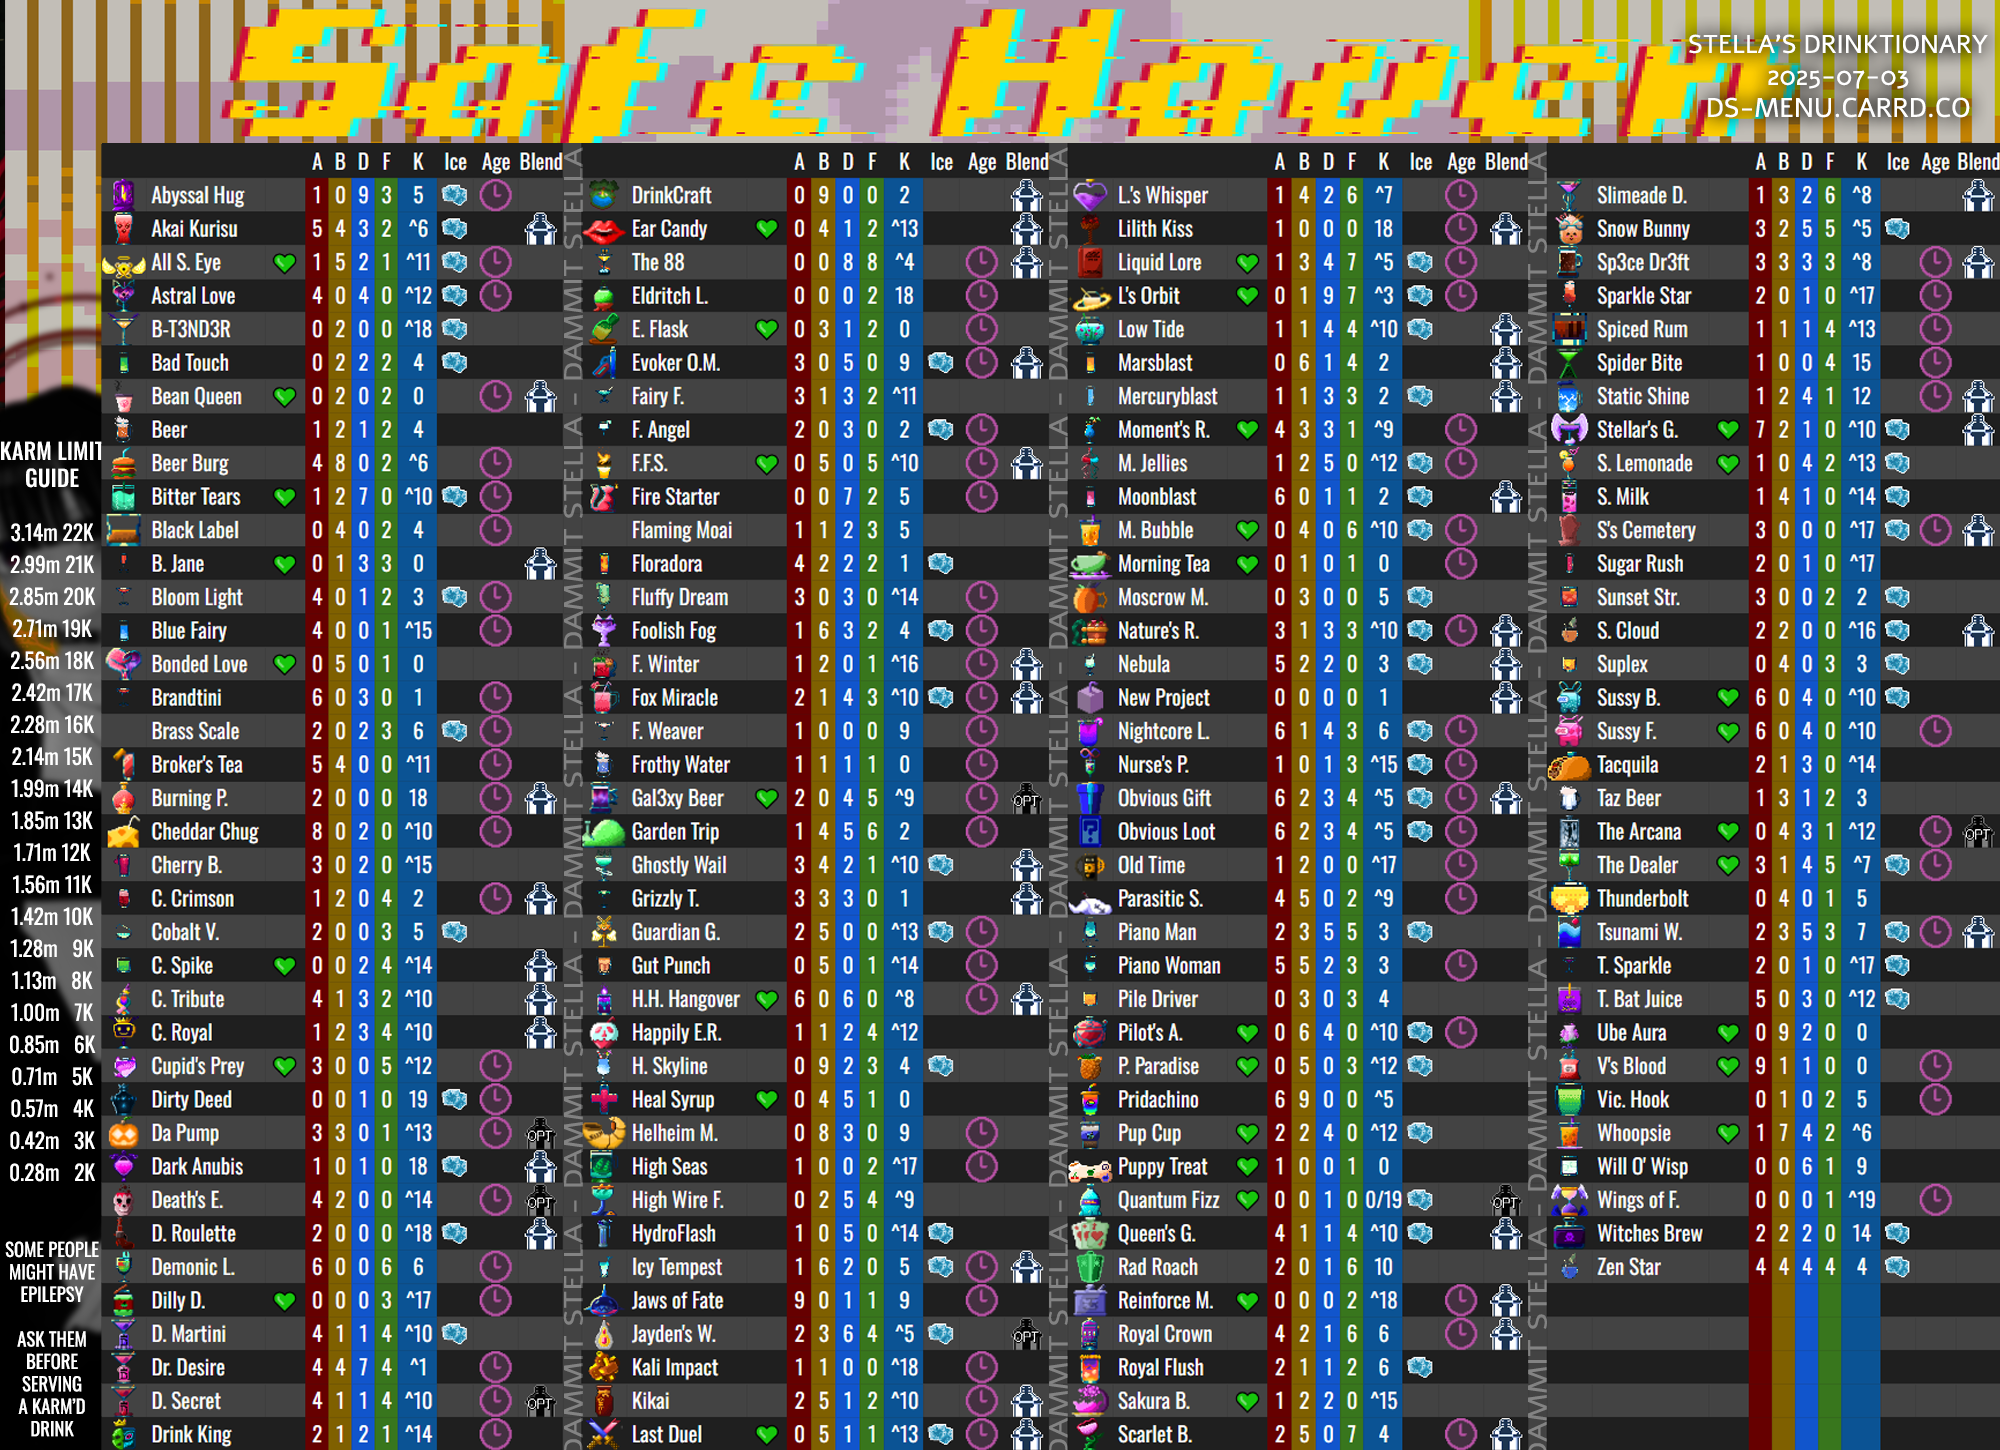 Safe Haven
STELLA'S DRINKTIONARY
2025-07-03
DS-MENU.CARRD.CO
A B D F K Ice Age Blend
Abyssal Hug 1 0 9 3 5
Akai Kurisu 5 4 3 2 ^6
All S. Eye 1 5 2 1 ^11
Astral Love 4 0 4 0 ^12
B-T3ND3R 0 2 0 0 ^18
Bad Touch 0 2 2 2 4
Bean Queen 0 2 0 2 0
Beer 1 2 1 2 4
Beer Burg 4 8 0 2 ^6
Bitter Tears 1 2 7 0 ^10
Black Label 0 4 0 2 4
B. Jane 0 1 3 3 0
Bloom Light 4 0 1 2 3
Blue Fairy 4 0 0 1 ^15
Bonded Love 0 5 0 1 0
Brandtini 6 0 3 0 1
Brass Scale 2 0 2 3 6
Broker's Tea 5 4 0 0 ^11
Burning P. 2 0 0 0 18
Cheddar Chug 8 0 2 0 ^10
Cherry B. 3 0 2 0 ^15
C. Crimson 1 2 0 4 2
Cobalt V. 2 0 0 3 5
C. Spike 0 0 2 4 ^14
C. Tribute 4 1 3 2 ^10
C. Royal 1 2 3 4 ^10
Cupid's Prey 3 0 0 5 ^12
Dirty Deed 0 0 1 0 19
Da Pump 3 3 0 1 ^13 OPT
Dark Anubis 1 0 1 0 18
Death's E. 4 2 0 0 ^14 OPT
D. Roulette 2 0 0 0 ^18
Demonic L. 6 0 0 6 6
Dilly D. 0 0 0 3 ^17
D. Martini 4 1 1 4 ^10
Dr. Desire 4 4 7 4 ^1
D. Secret 4 1 1 4 ^10 OPT
Drink King 2 1 2 1 ^14
A B D F K Ice Age Blend
DrinkCraft 0 9 0 0 2
Ear Candy 0 4 1 2 ^13
The 88 0 0 8 8 ^4
Eldritch L. 0 0 0 2 18
E. Flask 0 3 1 2 0
Evoker O.M. 3 0 5 0 9
Fairy F. 3 1 3 2 ^11
F. Angel 2 0 3 0 2
F.F.S. 0 5 0 5 ^10
Fire Starter 0 0 7 2 5
Flaming Moai 1 1 2 3 5
Floradora 4 2 2 2 1
Fluffy Dream 3 0 3 0 ^14
Foolish Fog 1 6 3 2 4
F. Winter 1 2 0 1 ^16
Fox Miracle 2 1 4 3 ^10
F. Weaver 1 0 0 0 9
Frothy Water 1 1 1 1 0
Gal3xy Beer 2 0 4 5 ^9 OPT
Garden Trip 1 4 5 6 2
Ghostly Wail 3 4 2 1 ^10
Grizzly T. 3 3 3 0 1
Guardian G. 2 5 0 0 ^13
Gut Punch 0 5 0 1 ^14
H.H. Hangover 6 0 6 0 ^8
Happily E.R. 1 1 2 4 ^12
H. Skyline 0 9 2 3 4
Heal Syrup 0 4 5 1 0
Helheim M. 0 8 3 0 9
High Seas 1 0 0 2 ^17
High Wire F. 0 2 5 4 ^9
HydroFlash 1 0 5 0 ^14
Icy Tempest 1 6 2 0 5
Jaws of Fate 9 0 1 1 9
Jayden's W. 2 3 6 4 ^5 OPT
Kali Impact 1 1 0 0 ^18
Kikai 2 5 1 2 ^10
Last Duel 0 5 1 1 ^13
A B D F K Ice Age Blend
L.'s Whisper 1 4 2 6 ^7
Lilith Kiss 1 0 0 0 18
Liquid Lore 1 3 4 7 ^5
L's Orbit 0 1 9 7 ^3
Low Tide 1 1 4 4 ^10
Marsblast 0 6 1 4 2
Mercuryblast 1 1 3 3 2
Moment's R. 4 3 3 1 ^9
M. Jellies 1 2 5 0 ^12
Moonblast 6 0 1 1 2
M. Bubble 0 4 0 6 ^10
Morning Tea 0 1 0 1 0
Moscrow M. 0 3 0 0 5
Nature's R. 3 1 3 3 ^10
Nebula 5 2 2 0 3
New Project 0 0 0 0 1
Nightcore L. 6 1 4 3 6
Nurse's P. 1 0 1 3 ^15
Obvious Gift 6 2 3 4 ^5
Obvious Loot 6 2 3 4 ^5
Old Time 1 2 0 0 ^17
Parasitic S. 4 5 0 2 ^9
Piano Man 2 3 5 5 3
Piano Woman 5 5 2 3 3
Pile Driver 0 3 0 3 4
Pilot's A. 0 6 4 0 ^10
P. Paradise 0 5 0 3 ^12
Pridachino 6 9 0 0 ^5
Pup Cup 2 2 4 0 ^12
Puppy Treat 1 0 0 1 0
Quantum Fizz 0 0 1 0 0/19 OPT
Queen's G. 4 1 1 4 ^10
Rad Roach 2 0 1 6 10
Reinforce M. 0 0 0 2 ^18
Royal Crown 4 2 1 6 6
Royal Flush 2 1 1 2 6
Sakura B. 1 2 2 0 ^15
Scarlet B. 2 5 0 7 4
A B D F K Ice Age Blend
Slimeade D. 1 3 2 6 ^8
Snow Bunny 3 2 5 5 ^5
Sp3ce Dr3ft 3 3 3 3 ^8
Sparkle Star 2 0 1 0 ^17
Spiced Rum 1 1 1 4 ^13
Spider Bite 1 0 0 4 15
Static Shine 1 2 4 1 12
Stellar's G. 7 2 1 0 ^10
S. Lemonade 1 0 4 2 ^13
S. Milk 1 4 1 0 ^14
S's Cemetery 3 0 0 0 ^17
Sugar Rush 2 0 1 0 ^17
Sunset Str. 3 0 0 2 2
S. Cloud 2 2 0 0 ^16
Suplex 0 4 0 3 3
Sussy B. 6 0 4 0 ^10
Sussy F. 6 0 4 0 ^10
Tacquila 2 1 3 0 ^14
Taz Beer 1 3 1 2 3
The Arcana 0 4 3 1 ^12 OPT
The Dealer 3 1 4 5 ^7
Thunderbolt 0 4 0 1 5
Tsunami W. 2 3 5 3 7
T. Sparkle 2 0 1 0 ^17
T. Bat Juice 5 0 3 0 ^12
Ube Aura 0 9 2 0 0
V's Blood 9 1 1 0 0
Vic. Hook 0 1 0 2 5
Whoopsie 1 7 4 2 ^6
Will O' Wisp 0 0 6 1 9
Wings of F. 0 0 0 1 ^19
Witches Brew 2 2 2 0 14
Zen Star 4 4 4 4 4
DAMMIT STELLA - DAMMIT STELLA - DAMMIT STELLA - DAMMIT STELLA
DAMMIT STELLA - DAMMIT STELLA - DAMMIT STELLA - DAMMIT STELLA
DAMMIT STELLA - DAMMIT STELLA - DAMMIT STELLA - DAMMIT STELLA
KARM LIMIT
GUIDE
3.14m 22K
2.99m 21K
2.85m 20K
2.71m 19K
2.56m 18K
2.42m 17K
2.28m 16K
2.14m 15K
1.99m 14K
1.85m 13K
1.71m 12K
1.56m 11K
1.42m 10K
1.28m 9K
1.13m 8K
1.00m 7K
0.85m 6K
0.71m 5K
0.57m 4K
0.42m 3K
0.28m 2K
SOME PEOPLE
MIGHT HAVE
EPILEPSY
ASK THEM
BEFORE
SERVING
A KARM'D
DRINK